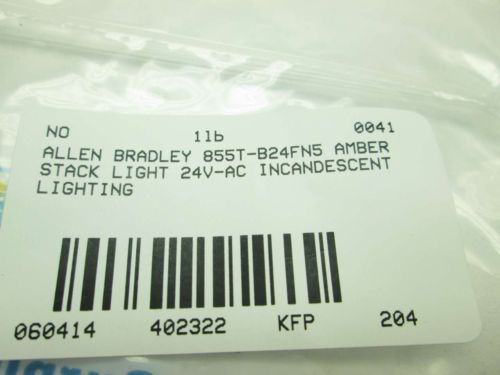 NO 1lb 0041
ALLEN BRADLEY 855T-B24FN5 AMBER
STACK LIGHT 24V-AC INCANDESCENT
LIGHTING
060414 402322 KFP 204